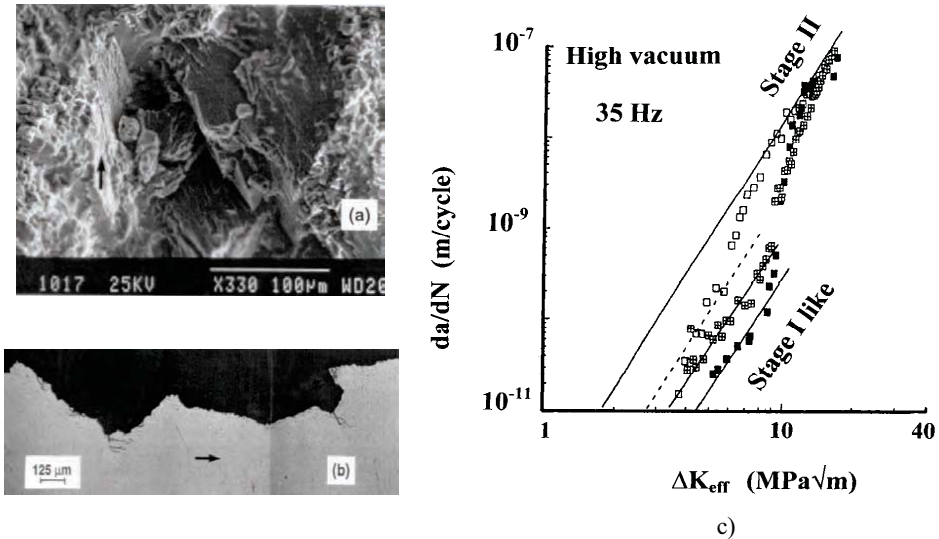 (a)
1017 25KV X330 100μm WD20
125 μm
(b)
High vacuum
35 Hz
Stage II
Stage I like
10⁻⁷
10⁻⁹
10⁻¹¹
da/dN (m/cycle)
1 10 40
ΔK_eff (MPa√m)
c)